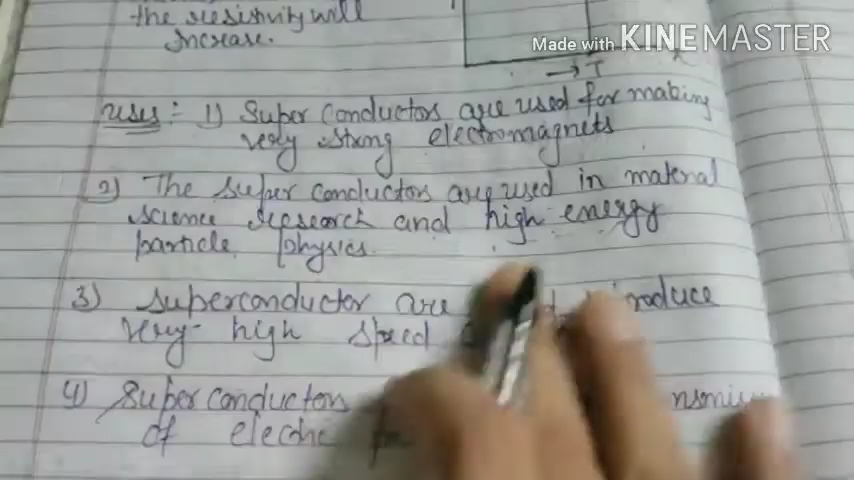 the resistivity will
increase.
Made with KINEMASTER
→ T
uses :- 1) Super conductors are used for making
very strong electromagnets
2) The super conductors are used in material
science research and high energy
particle physics.
3) superconductor are produce
very high speed
4) Superconductors
of electric